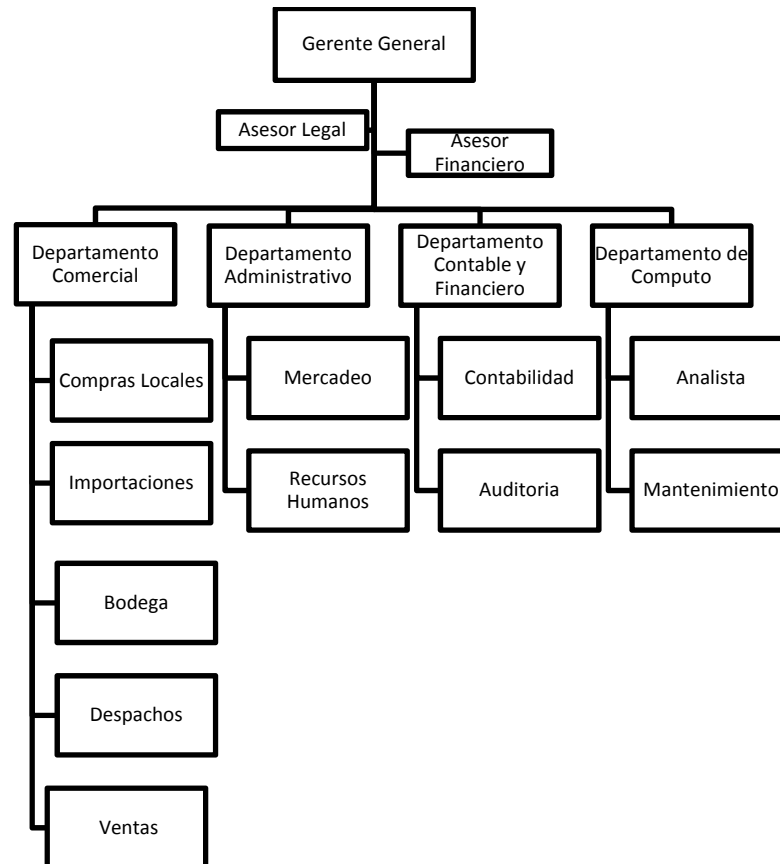 Gerente General
Asesor Legal
Asesor
Financiero
Departamento
Comercial
Departamento
Administrativo
Departamento
Contable y
Financiero
Departamento de
Computo
Compras Locales
Mercadeo
Contabilidad
Analista
Importaciones
Recursos
Humanos
Auditoria
Mantenimiento
Bodega
Despachos
Ventas